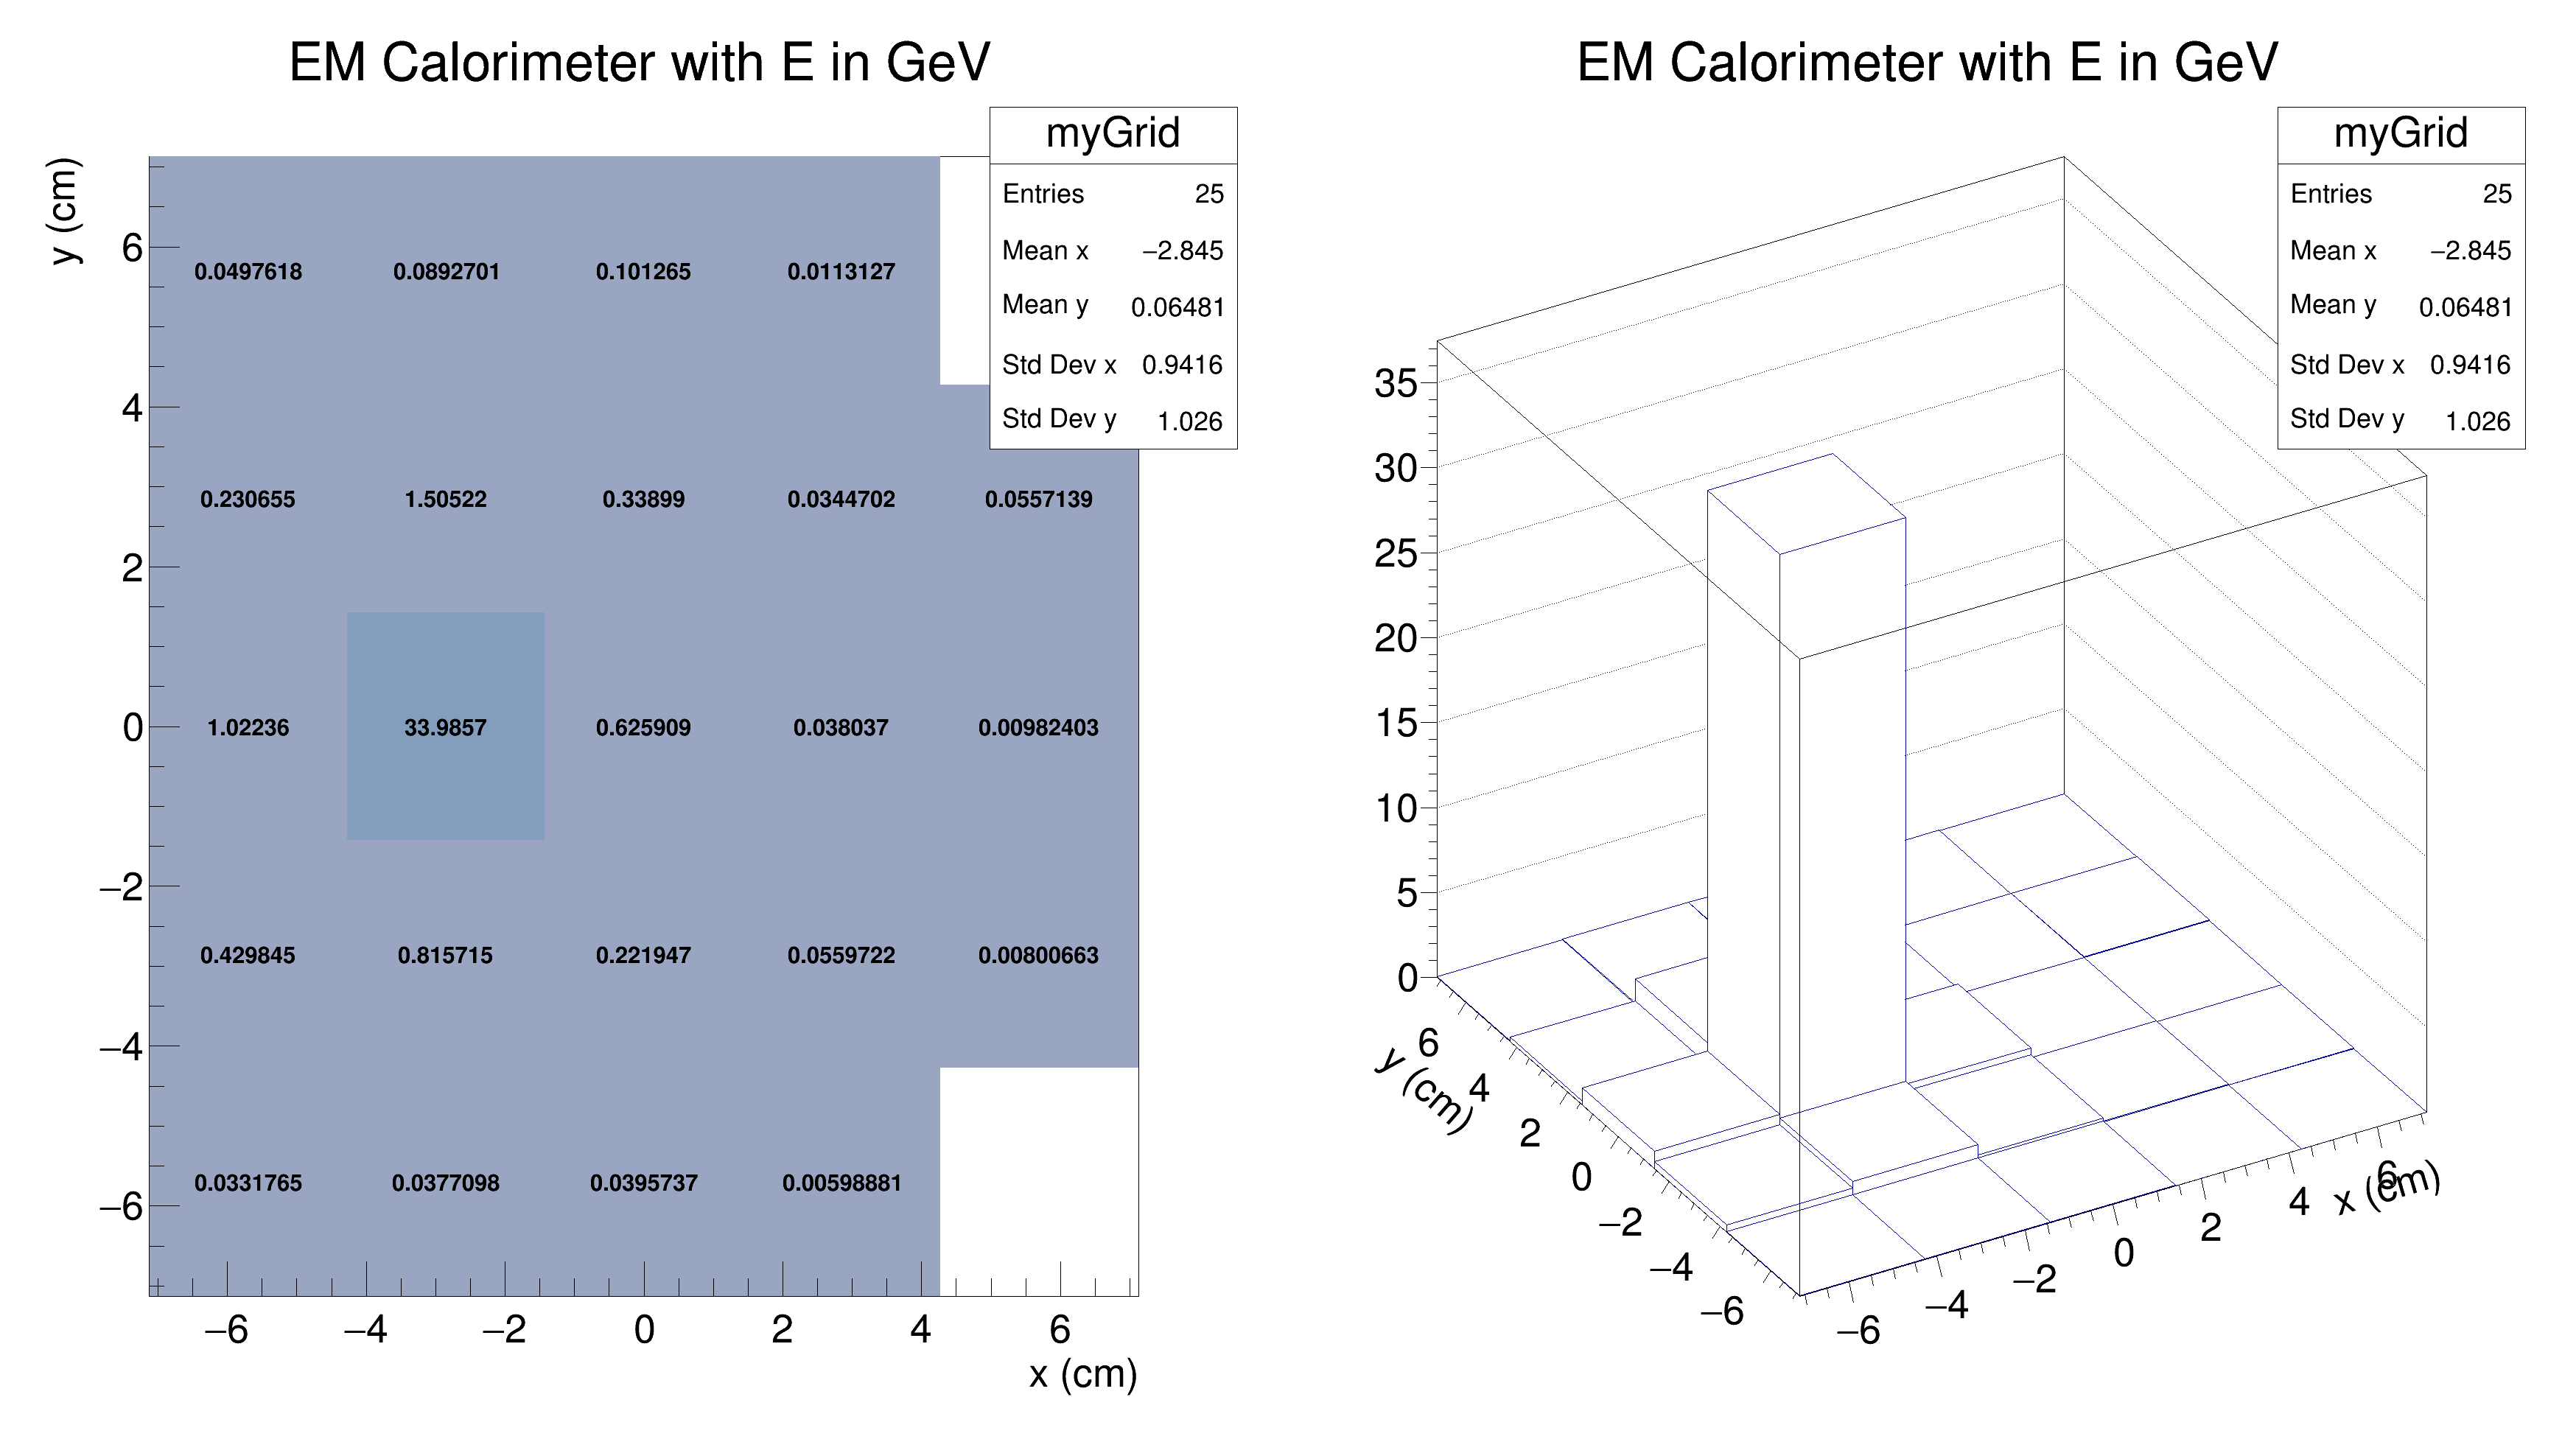 EM Calorimeter with E in GeV
myGrid
Entries 25
Mean x −2.845
Mean y 0.06481
Std Dev x 0.9416
Std Dev y 1.026
y (cm)
6
4
2
0
−2
−4
−6
0.0497618 0.0892701 0.101265 0.0113127
0.230655 1.50522 0.33899 0.0344702 0.0557139
1.02236 33.9857 0.625909 0.038037 0.00982403
0.429845 0.815715 0.221947 0.0559722 0.00800663
0.0331765 0.0377098 0.0395737 0.00598881
−6 −4 −2 0 2 4 6
x (cm)
EM Calorimeter with E in GeV
myGrid
Entries 25
Mean x −2.845
Mean y 0.06481
Std Dev x 0.9416
Std Dev y 1.026
35
30
25
20
15
10
5
0
6
4
2
0
−2
−4
−6
y (cm)
−6 −4 −2 0 2 4 6
x (cm)